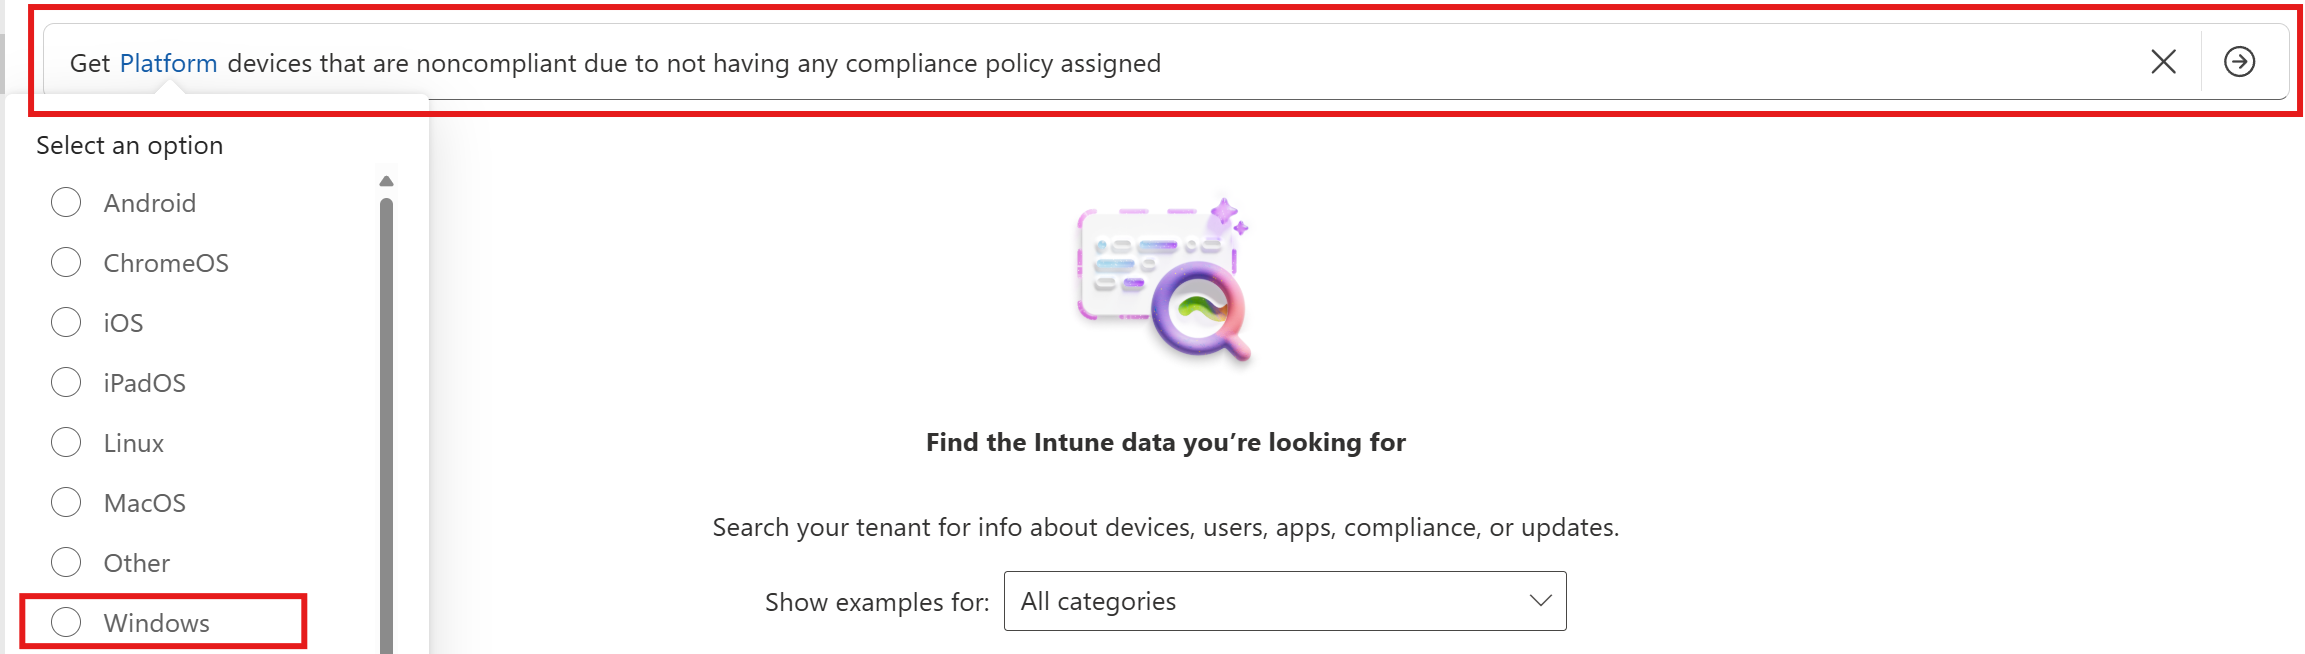 Get Platform devices that are noncompliant due to not having any compliance policy assigned
Select an option
Android
ChromeOS
iOS
iPadOS
Linux
MacOS
Other
Windows
Find the Intune data you’re looking for
Search your tenant for info about devices, users, apps, compliance, or updates.
Show examples for: All categories